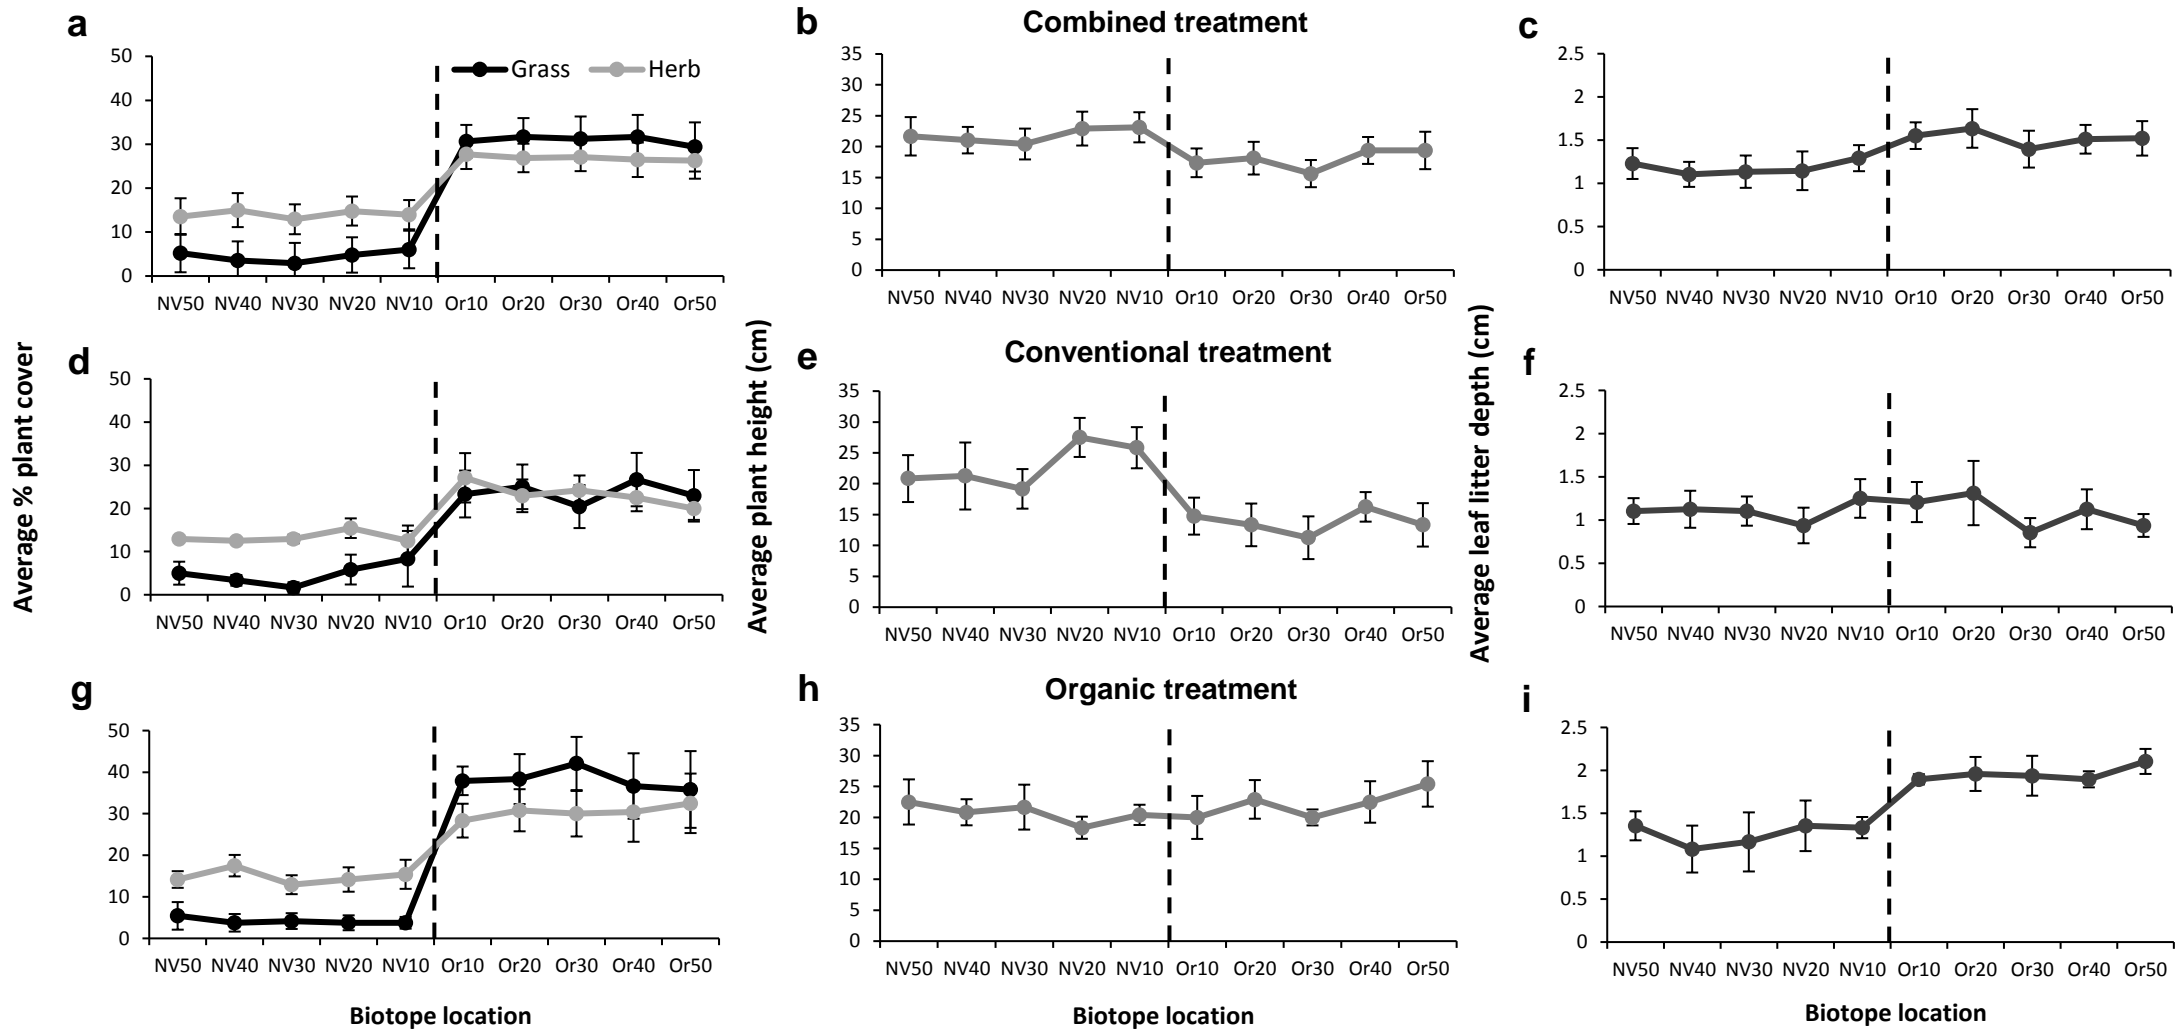 a
50
40
30
20
10
0
Grass Herb
NV50 NV40 NV30 NV20 NV10 Or10 Or20 Or30 Or40 Or50
b
Combined treatment
35
30
25
20
15
10
5
0
NV50 NV40 NV30 NV20 NV10 Or10 Or20 Or30 Or40 Or50
c
2.5
2
1.5
1
0.5
0
NV50 NV40 NV30 NV20 NV10 Or10 Or20 Or30 Or40 Or50
Average % plant cover
d
50
40
30
20
10
0
NV50 NV40 NV30 NV20 NV10 Or10 Or20 Or30 Or40 Or50
Average plant height (cm)
e
Conventional treatment
35
30
25
20
15
10
5
0
NV50 NV40 NV30 NV20 NV10 Or10 Or20 Or30 Or40 Or50
Average leaf litter depth (cm)
f
2.5
2
1.5
1
0.5
0
NV50 NV40 NV30 NV20 NV10 Or10 Or20 Or30 Or40 Or50
g
50
40
30
20
10
0
NV50 NV40 NV30 NV20 NV10 Or10 Or20 Or30 Or40 Or50
Biotope location
h
Organic treatment
35
30
25
20
15
10
5
0
NV50 NV40 NV30 NV20 NV10 Or10 Or20 Or30 Or40 Or50
Biotope location
i
2.5
2
1.5
1
0.5
0
NV50 NV40 NV30 NV20 NV10 Or10 Or20 Or30 Or40 Or50
Biotope location